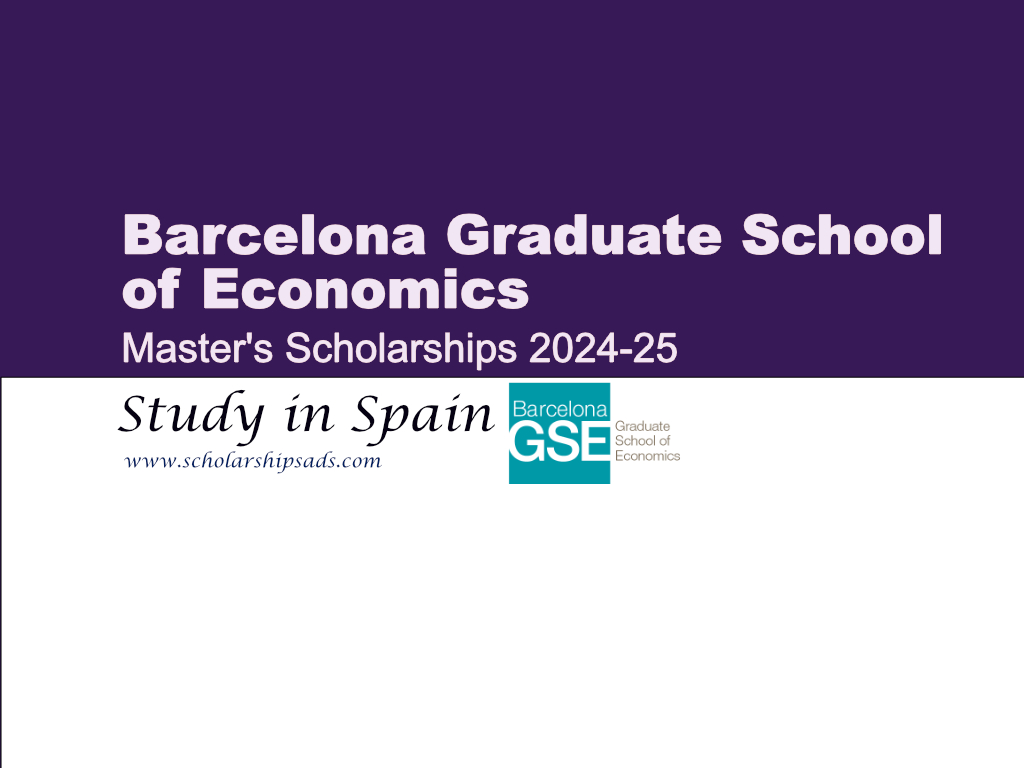 Barcelona Graduate School
of Economics
Master's Scholarships 2024-25
Study in Spain
www.scholarshipsads.com
Barcelona
GSE
Graduate
School of
Economics